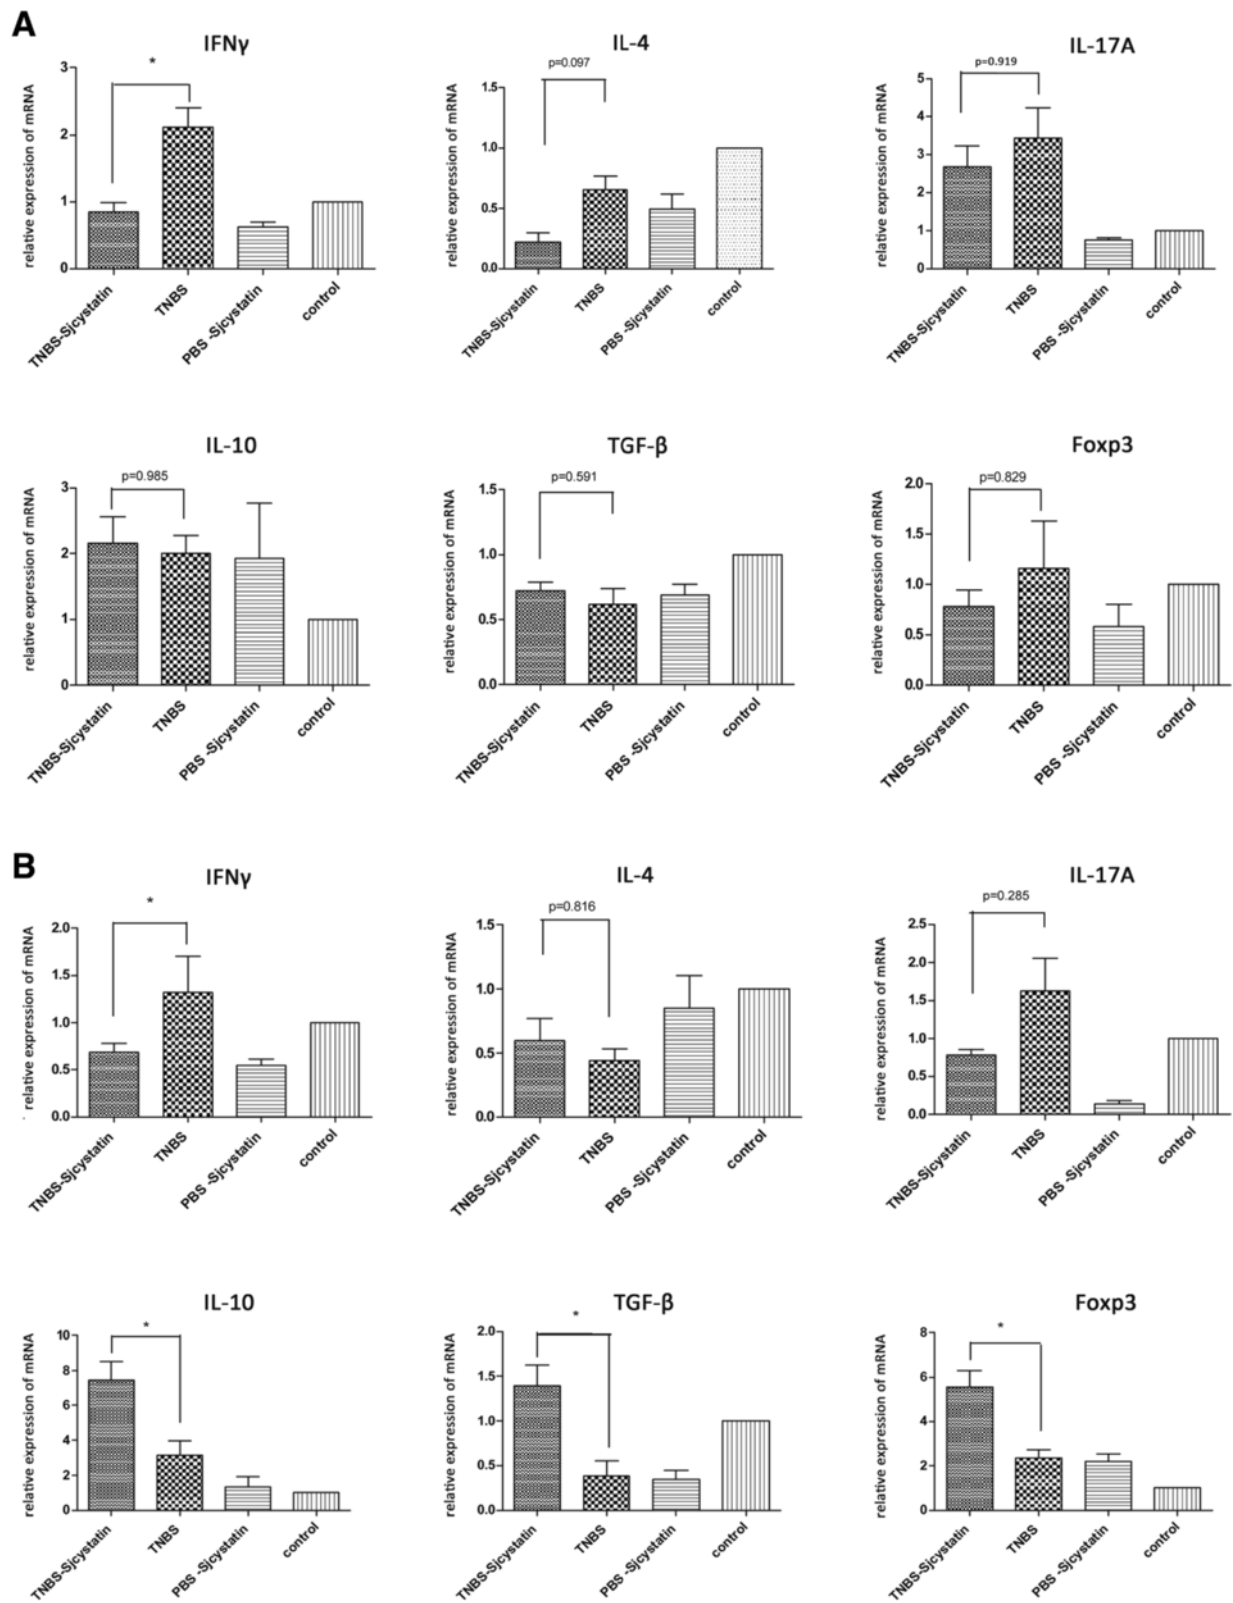 A
IFNγ
*
relative expression of mRNA
3
2
1
0
TNBS-Sjcystatin
TNBS
PBS -Sjcystatin
control
IL-4
p=0.097
relative expression of mRNA
1.5
1.0
0.5
0.0
TNBS-Sjcystatin
TNBS
PBS -Sjcystatin
control
IL-17A
p=0.919
relative expression of mRNA
5
4
3
2
1
0
TNBS-Sjcystatin
TNBS
PBS -Sjcystatin
control
IL-10
p=0.985
relative expression of mRNA
3
2
1
0
TNBS-Sjcystatin
TNBS
PBS -Sjcystatin
control
TGF-β
p=0.591
relative expression of mRNA
1.5
1.0
0.5
0.0
TNBS-Sjcystatin
TNBS
PBS -Sjcystatin
control
Foxp3
p=0.829
relative expression of mRNA
2.0
1.5
1.0
0.5
0.0
TNBS-Sjcystatin
TNBS
PBS -Sjcystatin
control
B
IFNγ
*
relative expression of mRNA
2.0
1.5
1.0
0.5
0.0
TNBS-Sjcystatin
TNBS
PBS -Sjcystatin
control
IL-4
p=0.816
relative expression of mRNA
1.5
1.0
0.5
0.0
TNBS-Sjcystatin
TNBS
PBS -Sjcystatin
control
IL-17A
p=0.285
relative expression of mRNA
2.5
2.0
1.5
1.0
0.5
0.0
TNBS-Sjcystatin
TNBS
PBS -Sjcystatin
control
IL-10
*
relative expression of mRNA
10
8
6
4
2
0
TNBS-Sjcystatin
TNBS
PBS -Sjcystatin
control
TGF-β
*
relative expression of mRNA
2.0
1.5
1.0
0.5
0.0
TNBS-Sjcystatin
TNBS
PBS -Sjcystatin
control
Foxp3
*
relative expression of mRNA
8
6
4
2
0
TNBS-Sjcystatin
TNBS
PBS -Sjcystatin
control